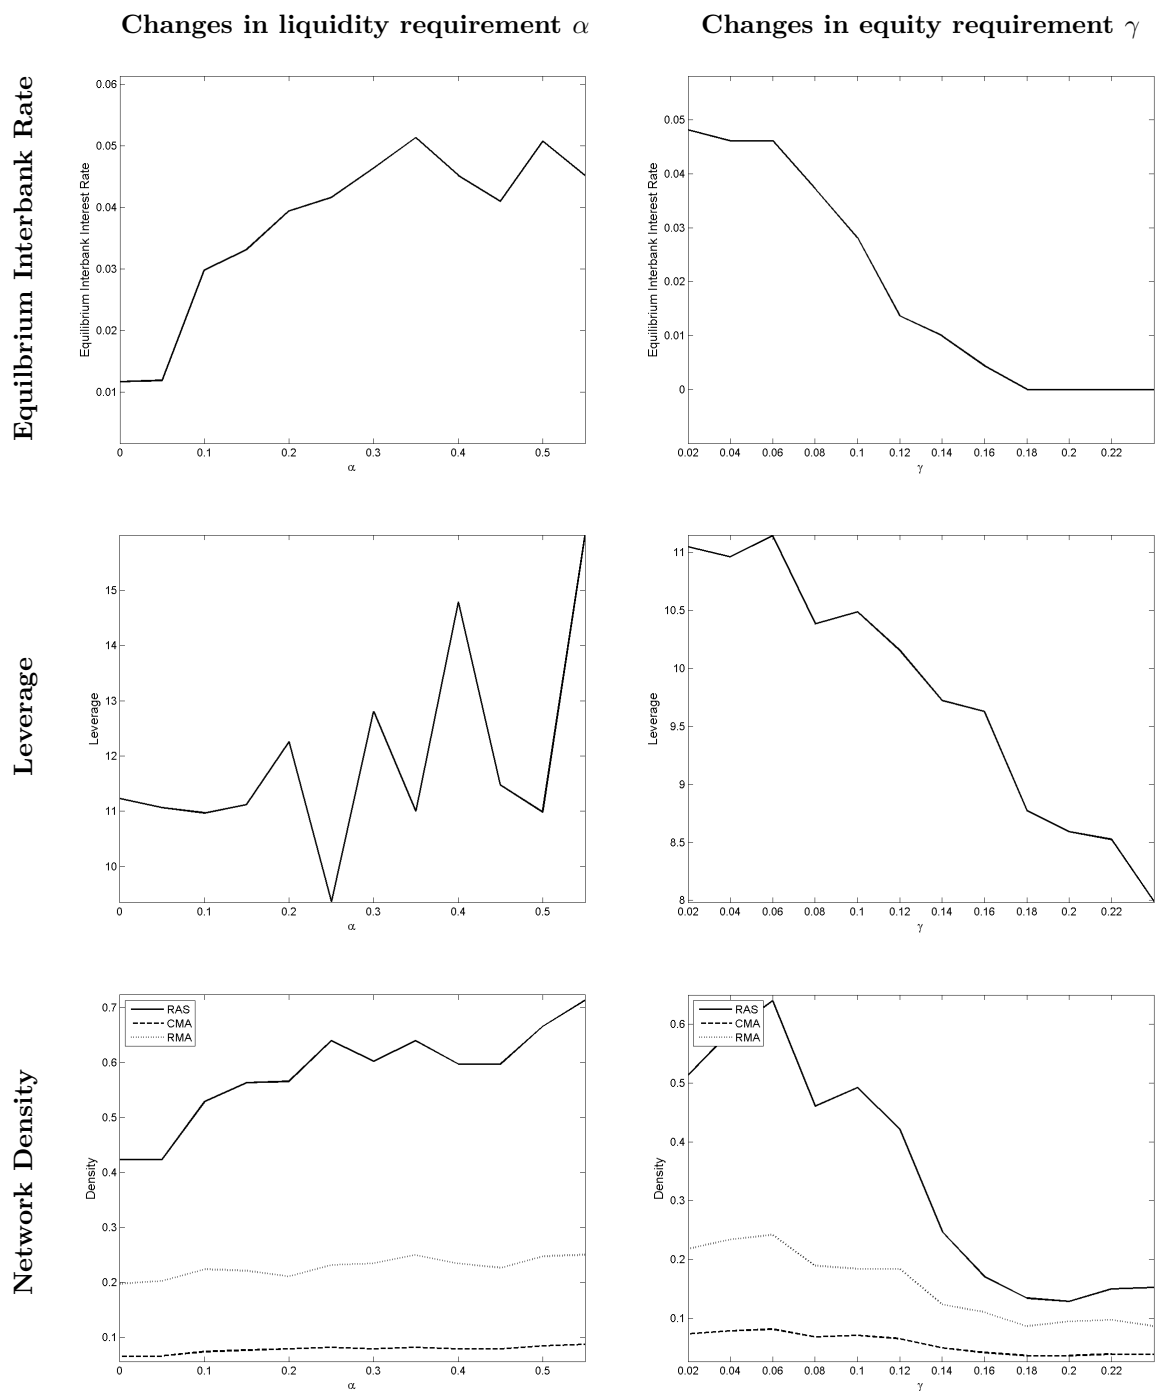 Changes in liquidity requirement α
Changes in equity requirement γ
Equilbrium Interbank Rate
Equilibrium Interbank Interest Rate
0.06
0.05
0.04
0.03
0.02
0.01
0 0.1 0.2 0.3 0.4 0.5
α
Equilibrium Interbank Interest Rate
0.05
0.04
0.03
0.02
0.01
0
0.02 0.04 0.06 0.08 0.1 0.12 0.14 0.16 0.18 0.2 0.22
γ
Leverage
Leverage
15
14
13
12
11
10
0 0.1 0.2 0.3 0.4 0.5
α
Leverage
11
10.5
10
9.5
9
8.5
8
0.02 0.04 0.06 0.08 0.1 0.12 0.14 0.16 0.18 0.2 0.22
γ
Network Density
Density
0.7
0.6
0.5
0.4
0.3
0.2
0.1
RAS
CMA
RMA
0 0.1 0.2 0.3 0.4 0.5
α
Density
0.6
0.5
0.4
0.3
0.2
0.1
RAS
CMA
RMA
0.02 0.04 0.06 0.08 0.1 0.12 0.14 0.16 0.18 0.2 0.22
γ